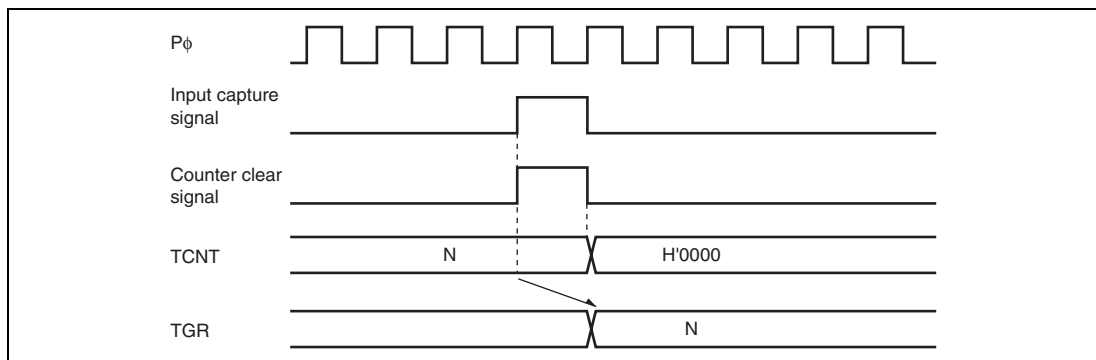 Pϕ
Input capture
signal
Counter clear
signal
TCNT
N
H'0000
TGR
N